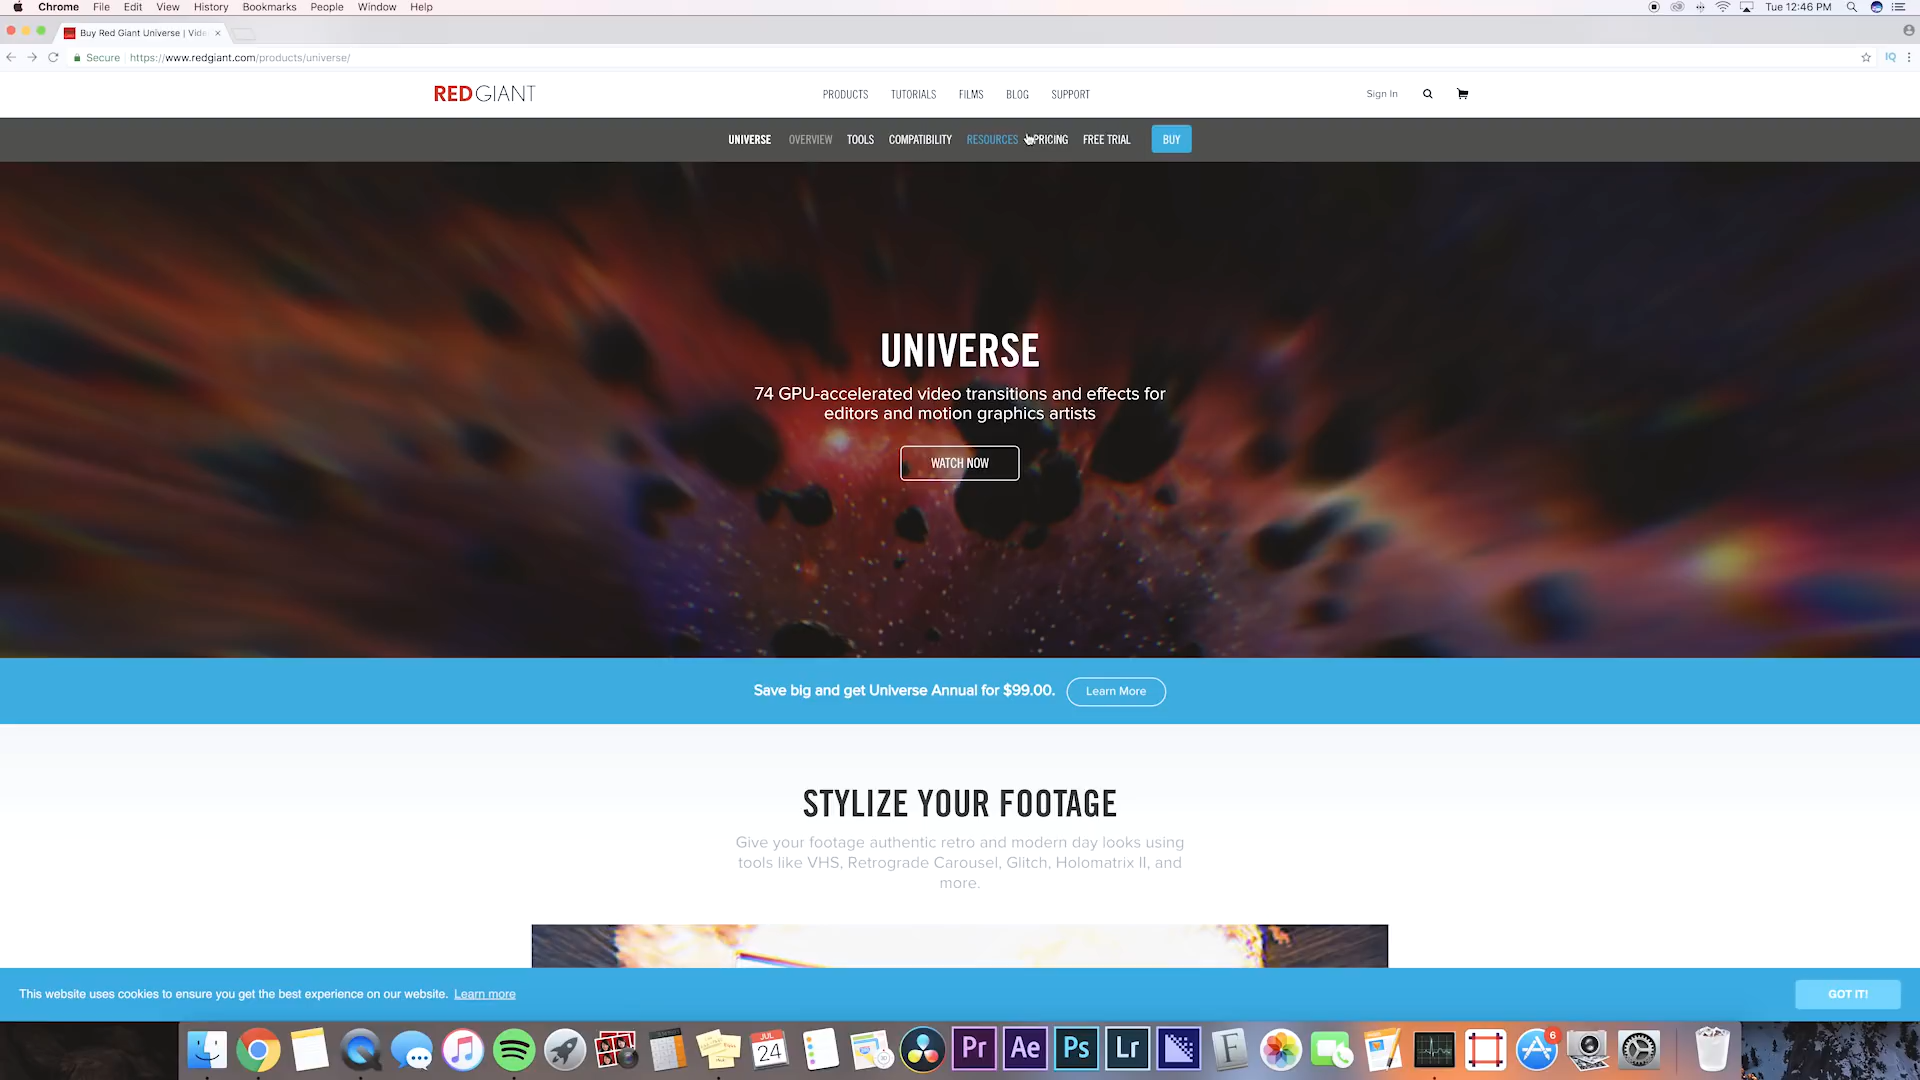 Chrome File Edit View History Bookmarks People Window Help
Tue 12:46 PM
Buy Red Giant Universe | Vide
Secure https://www.redgiant.com/products/universe/
IQ
REDGIANT
PRODUCTS TUTORIALS FILMS BLOG SUPPORT
Sign In
UNIVERSE OVERVIEW TOOLS COMPATIBILITY RESOURCES PRICING FREE TRIAL BUY
UNIVERSE
74 GPU-accelerated video transitions and effects for
editors and motion graphics artists
WATCH NOW
Save big and get Universe Annual for $99.00. Learn More
STYLIZE YOUR FOOTAGE
Give your footage authentic retro and modern day looks using
tools like VHS, Retrograde Carousel, Glitch, Holomatrix II, and
more.
This website uses cookies to ensure you get the best experience on our website. Learn more
GOT IT!
JUL
24
Pr
Ae
Ps
Lr
F
6